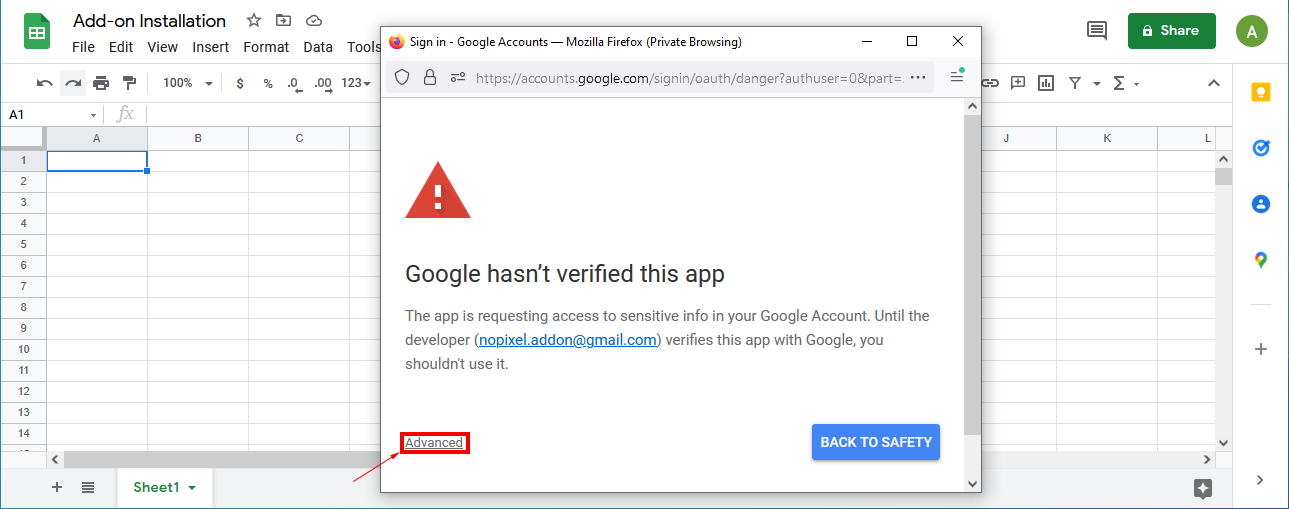 Add-on Installation
File Edit View Insert Format Data Tools
Share
A
100% $ % .0 .00 123
Σ
A1 fx
A B C J K L
1
2
3
4
5
6
7
8
9
10
11
12
13
14
Sheet1
Sign in - Google Accounts — Mozilla Firefox (Private Browsing)
https://accounts.google.com/signin/oauth/danger?authuser=0&part=
Google hasn’t verified this app
The app is requesting access to sensitive info in your Google Account. Until the
developer (nopixel.addon@gmail.com) verifies this app with Google, you
shouldn't use it.
Advanced
BACK TO SAFETY